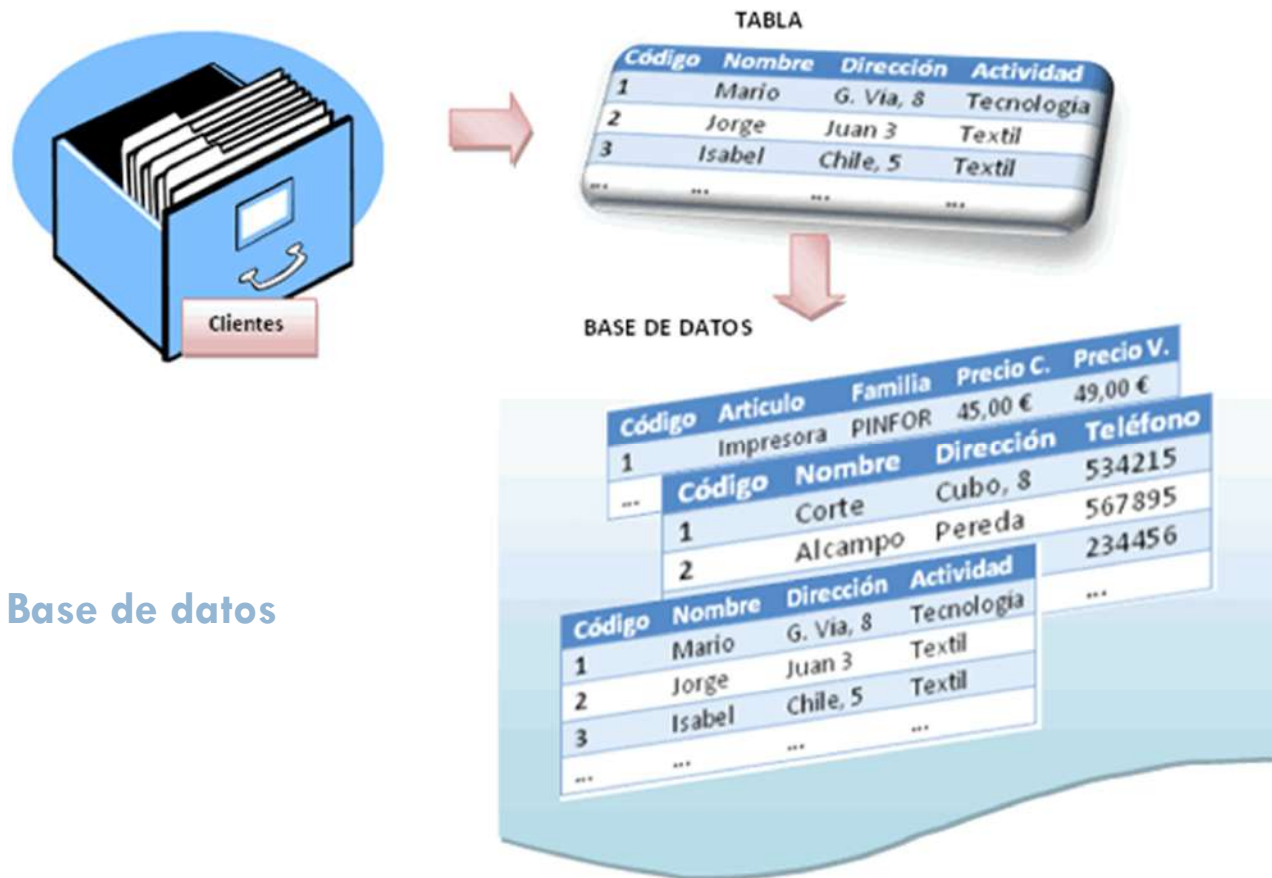 TABLA
Código Nombre Dirección Actividad
1 Mario G. Vía, 8 Tecnología
2 Jorge Juan 3 Textil
3 Isabel Chile, 5 Textil
... ... ... ...
Clientes
BASE DE DATOS
Código Artículo Familia Precio C. Precio V.
1 Impresora PINFOR 45,00 € 49,00 €
...
Código Nombre Dirección Teléfono
1 Corte Cubo, 8 534215
2 Alcampo Pereda 567895
234456
...
Código Nombre Dirección Actividad
1 Mario G. Vía, 8 Tecnología
2 Jorge Juan 3 Textil
3 Isabel Chile, 5 Textil
... ... ... ...
Base de datos